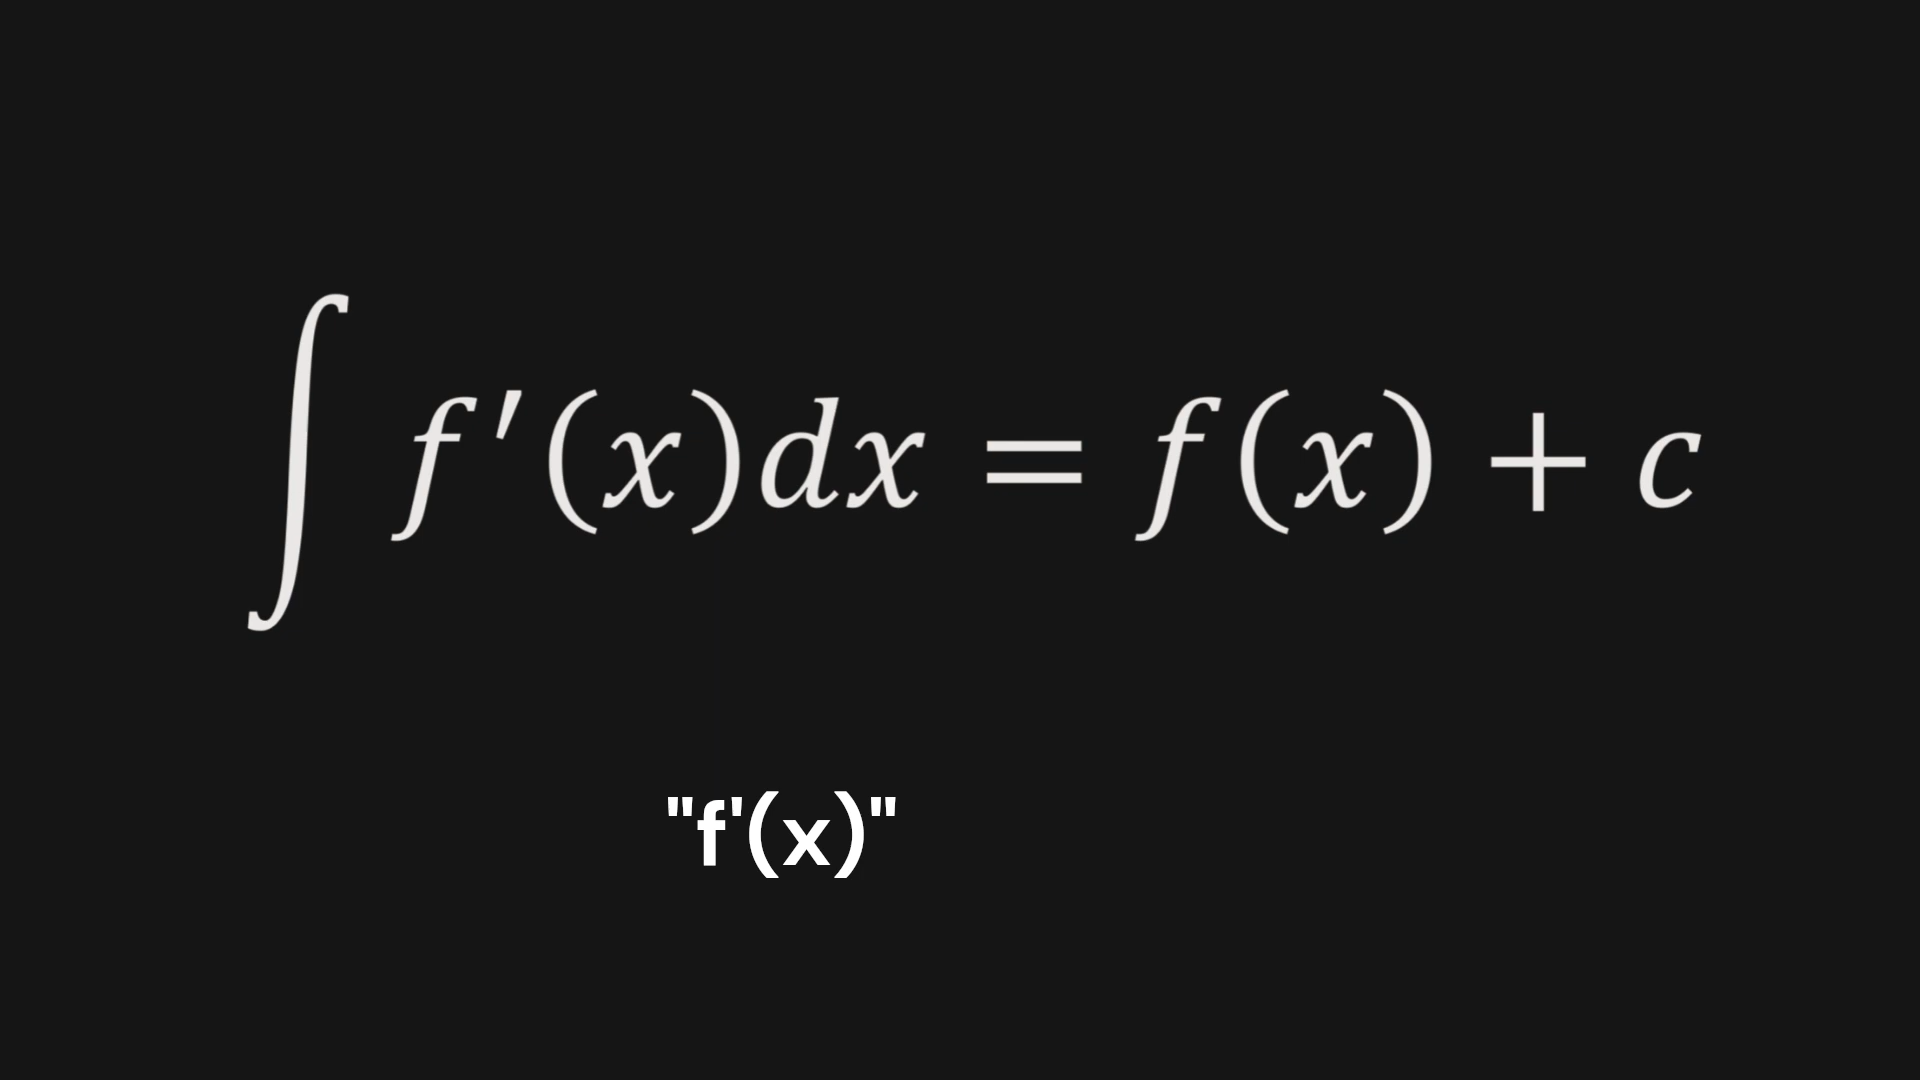 ∫ f ′(x)dx = f(x) + c
"f'(x)"